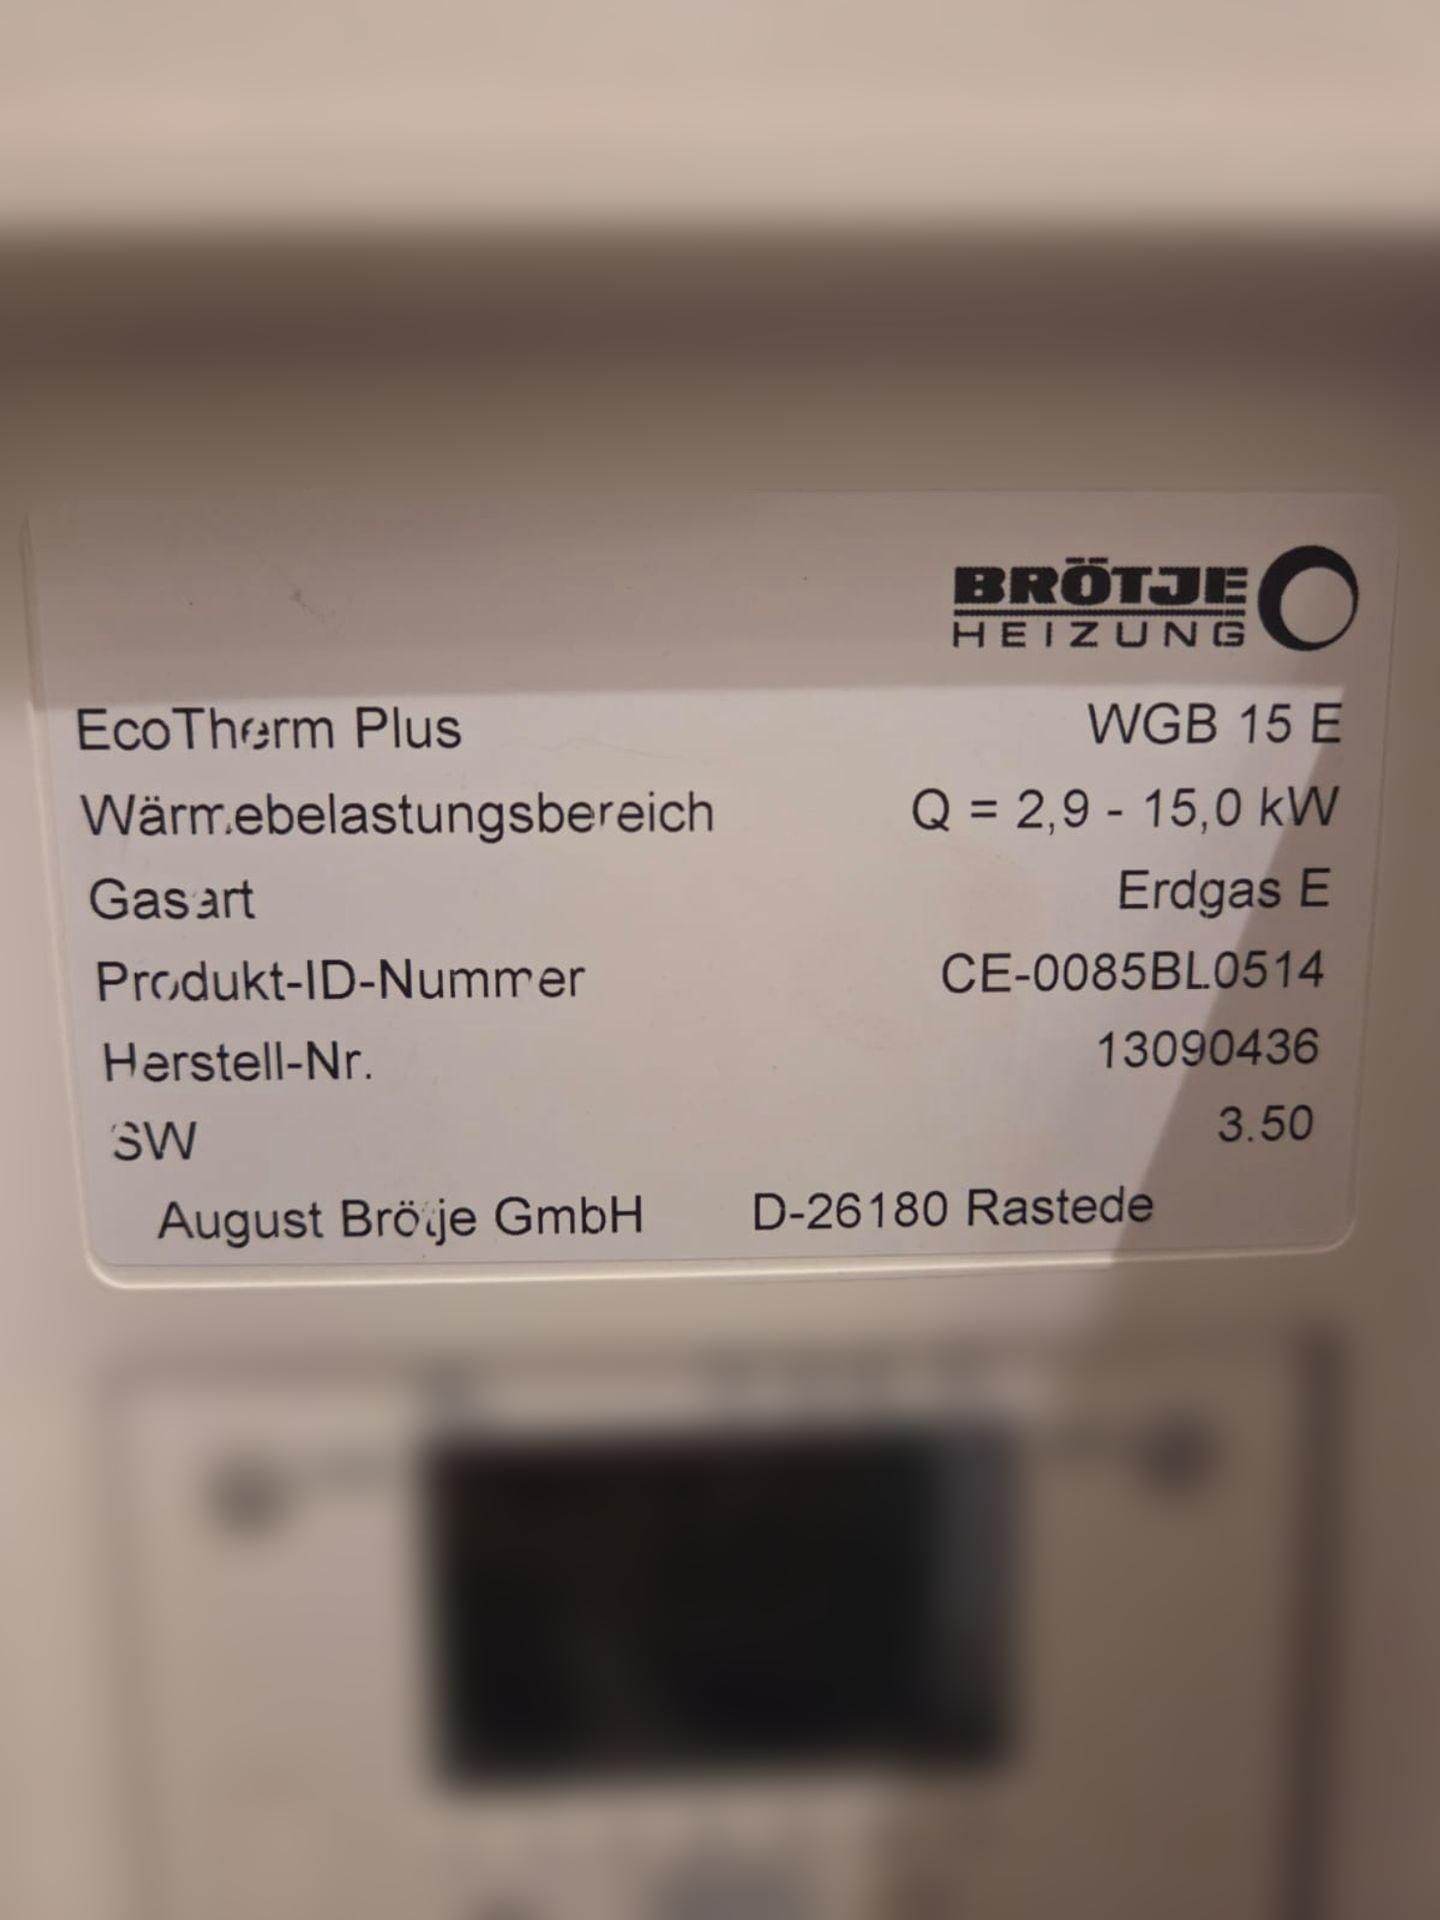 BRÖTJE
HEIZUNG
EcoTherm Plus WGB 15 E
Wärmebelastungsbereich Q = 2,9 - 15,0 kW
Gasart Erdgas E
Produkt-ID-Nummer CE-0085BL0514
Herstell-Nr. 13090436
SW 3.50
August Brötje GmbH D-26180 Rastede